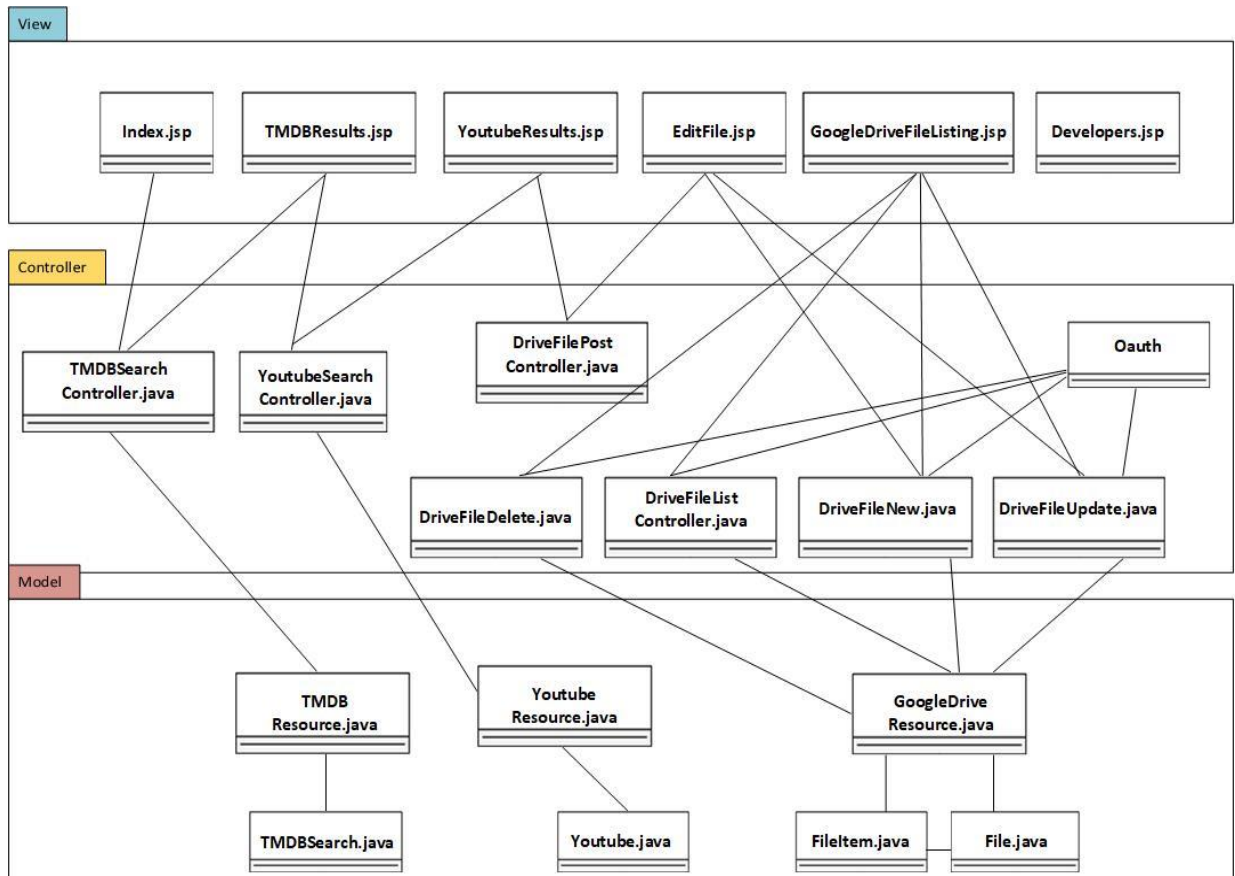 View
Index.jsp
TMDBResults.jsp
YoutubeResults.jsp
EditFile.jsp
GoogleDriveFileListing.jsp
Developers.jsp
Controller
TMDBSearch
Controller.java
YoutubeSearch
Controller.java
DriveFilePost
Controller.java
Oauth
DriveFileDelete.java
DriveFileList
Controller.java
DriveFileNew.java
DriveFileUpdate.java
Model
TMDB
Resource.java
Youtube
Resource.java
GoogleDrive
Resource.java
TMDBSearch.java
Youtube.java
FileItem.java
File.java